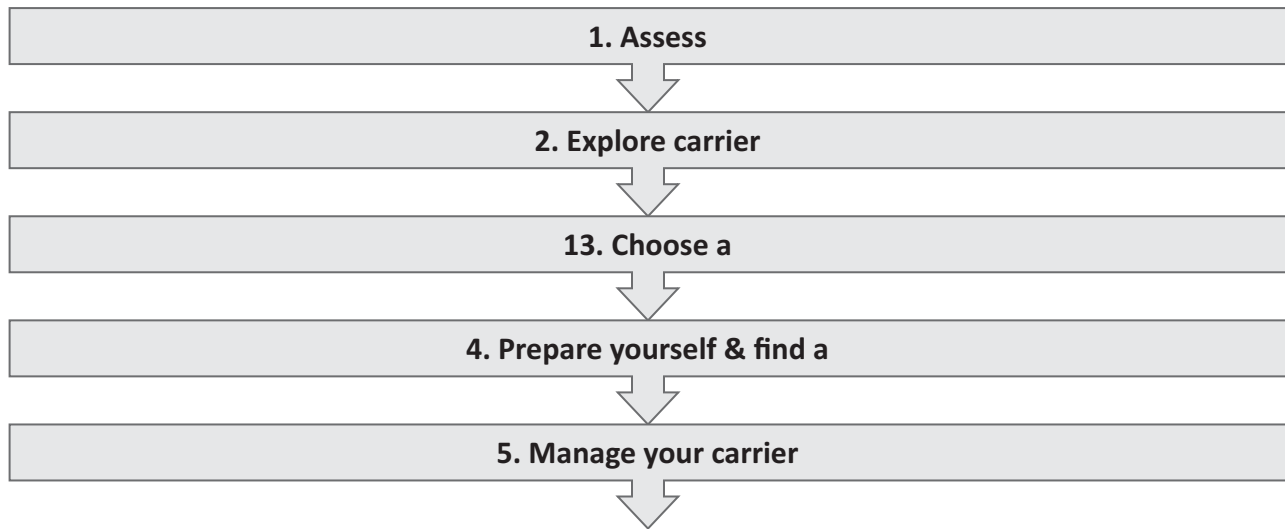 1. Assess
2. Explore carrier
13. Choose a
4. Prepare yourself & find a
5. Manage your carrier